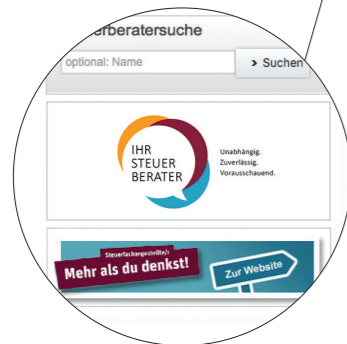 erberatersuche
optional: Name
› Suchen
IHR
STEUER
BERATER
Unabhängig.
Zuverlässig.
Vorausschauend.
Steuerfachangestellte/r
Mehr als du denkst!
Zur Website